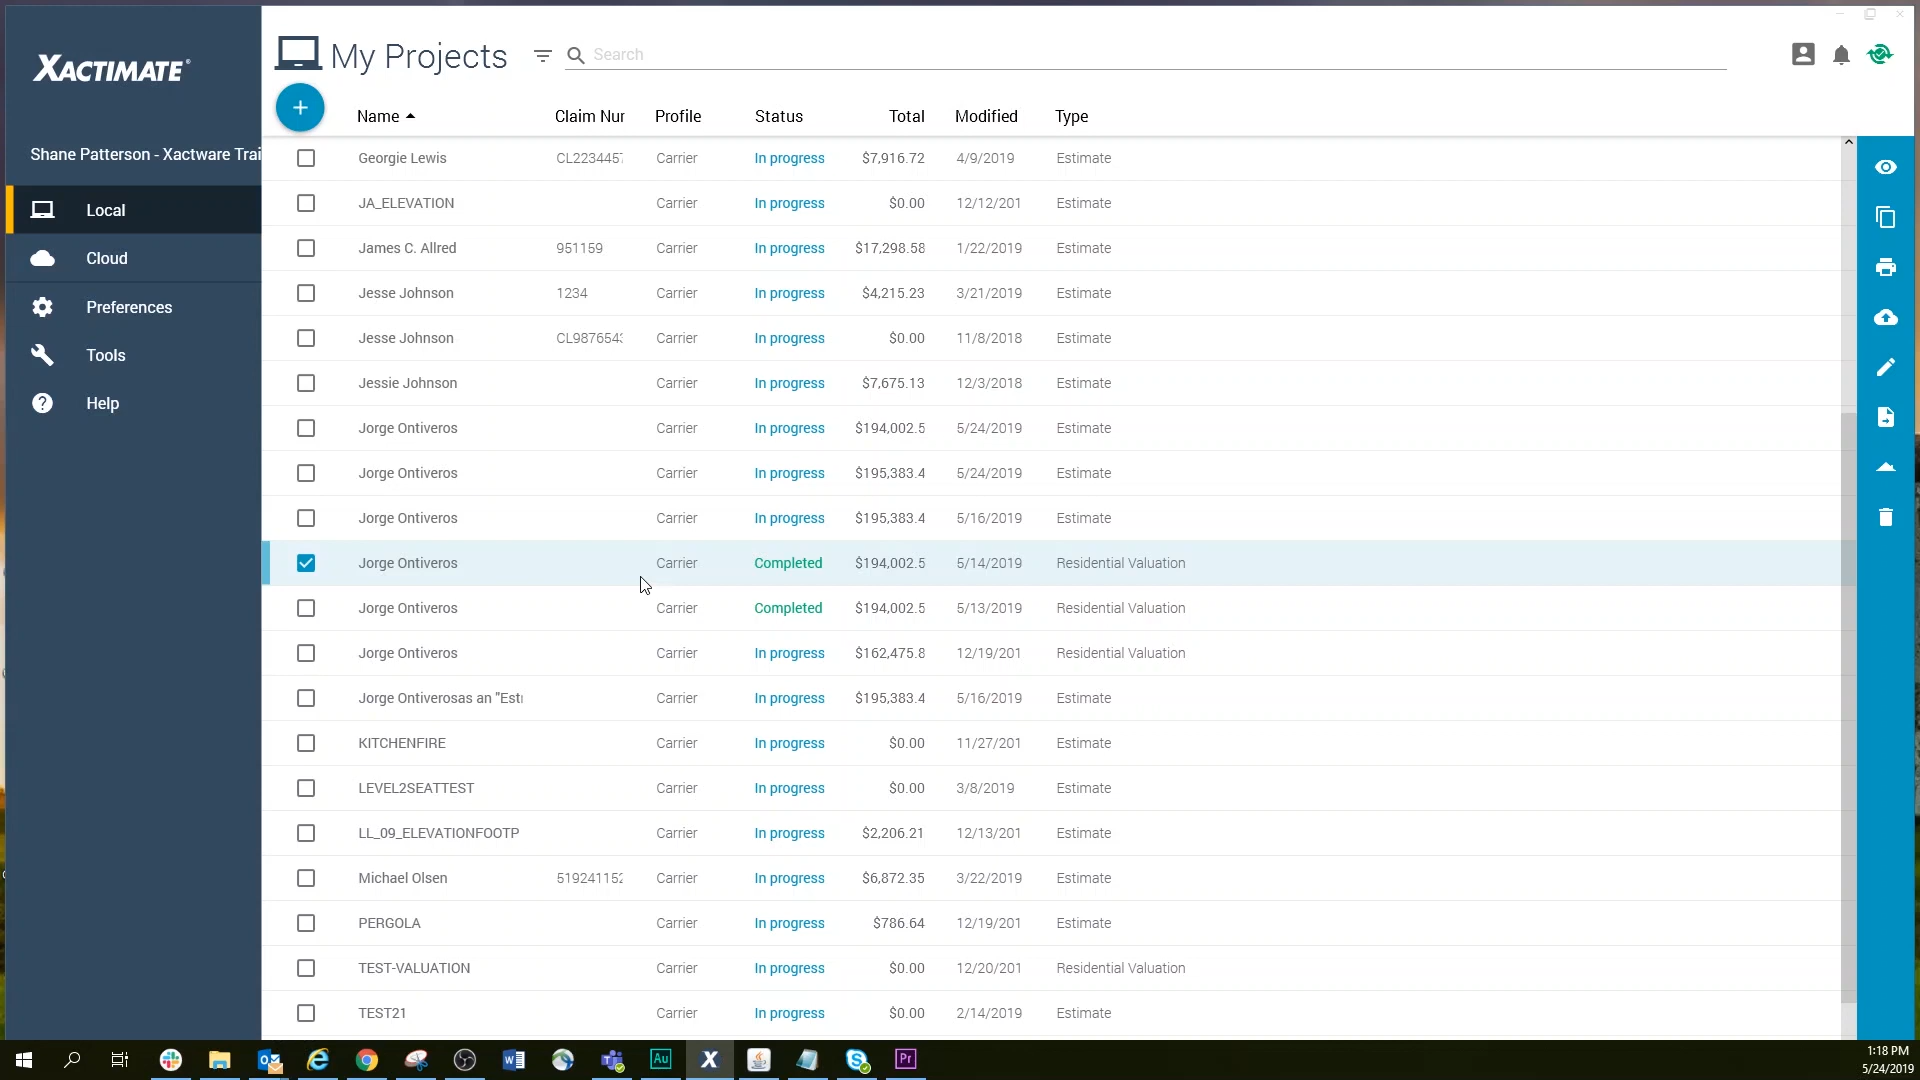 XACTIMATE®
My Projects
Search
Name Claim Nur Profile Status Total Modified Type
Shane Patterson - Xactware Trai
Local
Cloud
Preferences
Tools
Help
Georgie Lewis CL2234457 Carrier In progress $7,916.72 4/9/2019 Estimate
JA_ELEVATION Carrier In progress $0.00 12/12/201 Estimate
James C. Allred 951159 Carrier In progress $17,298.58 1/22/2019 Estimate
Jesse Johnson 1234 Carrier In progress $4,215.23 3/21/2019 Estimate
Jesse Johnson CL9876543 Carrier In progress $0.00 11/8/2018 Estimate
Jessie Johnson Carrier In progress $7,675.13 12/3/2018 Estimate
Jorge Ontiveros Carrier In progress $194,002.5 5/24/2019 Estimate
Jorge Ontiveros Carrier In progress $195,383.4 5/24/2019 Estimate
Jorge Ontiveros Carrier In progress $195,383.4 5/16/2019 Estimate
Jorge Ontiveros Carrier Completed $194,002.5 5/14/2019 Residential Valuation
Jorge Ontiveros Carrier Completed $194,002.5 5/13/2019 Residential Valuation
Jorge Ontiveros Carrier In progress $162,475.8 12/19/201 Residential Valuation
Jorge Ontiverosas an "Esti Carrier In progress $195,383.4 5/16/2019 Estimate
KITCHENFIRE Carrier In progress $0.00 11/27/201 Estimate
LEVEL2SEATTEST Carrier In progress $0.00 3/8/2019 Estimate
LL_09_ELEVATIONFOOTP Carrier In progress $2,206.21 12/13/201 Estimate
Michael Olsen 519241152 Carrier In progress $6,872.35 3/22/2019 Estimate
PERGOLA Carrier In progress $786.64 12/19/201 Estimate
TEST-VALUATION Carrier In progress $0.00 12/20/201 Residential Valuation
TEST21 Carrier In progress $0.00 2/14/2019 Estimate
1:18 PM
5/24/2019